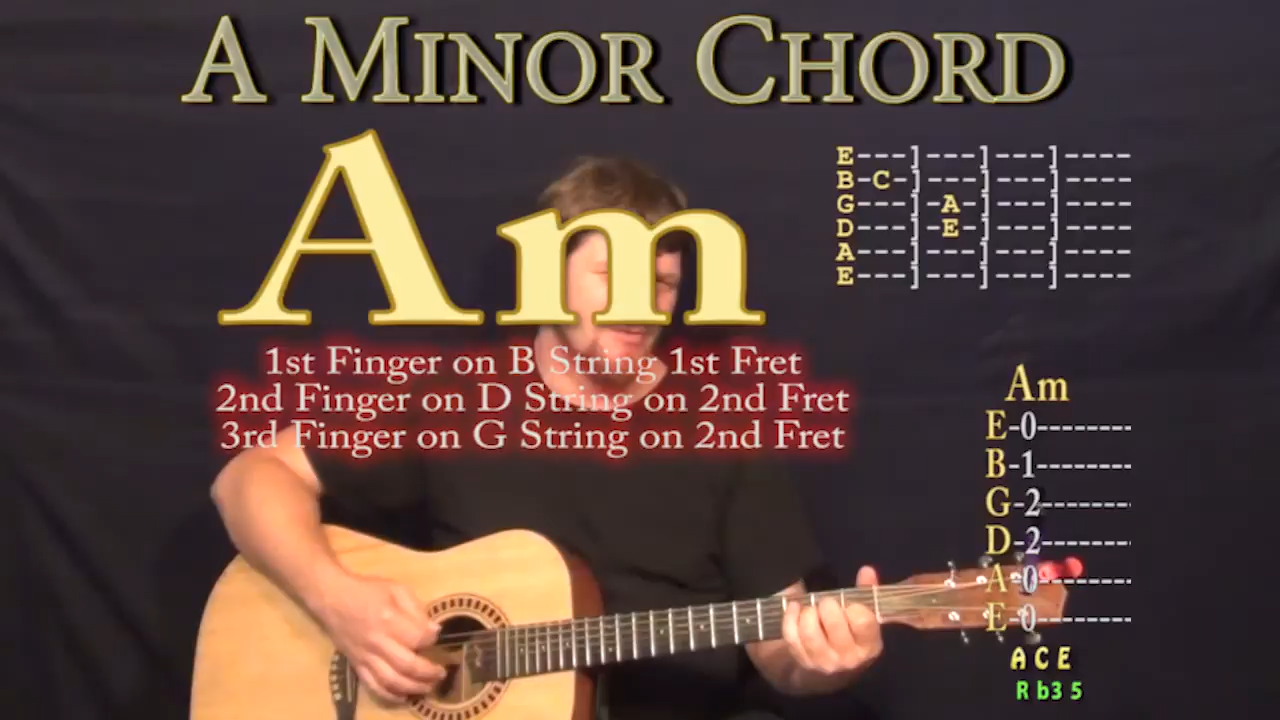 A MINOR CHORD
Am
1st Finger on B String 1st Fret
2nd Finger on D String on 2nd Fret
3rd Finger on G String on 2nd Fret
E---]---]---]----
B-C-]---]---]----
G---]-A-]---]----
D---]-E-]---]----
A---]---]---]----
E---]---]---]----
Am
E-0--------
B-1--------
G-2--------
D-2--------
A-0--------
E-0--------
A C E
R b3 5